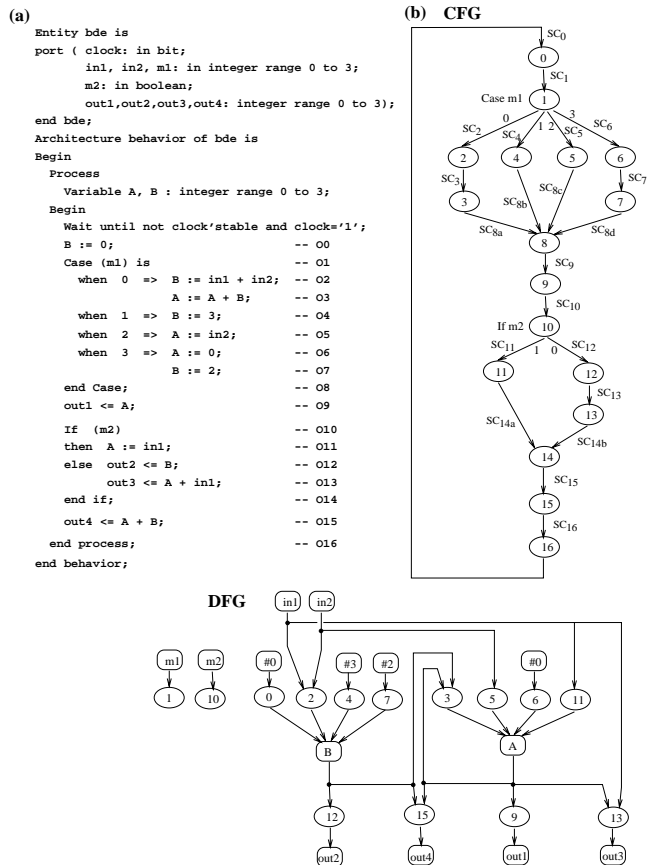 (a)
Entity bde is
port ( clock: in bit;
in1, in2, m1: in integer range 0 to 3;
m2: in boolean;
out1,out2,out3,out4: integer range 0 to 3);
end bde;
Architecture behavior of bde is
Begin
Process
Variable A, B : integer range 0 to 3;
Begin
Wait until not clock'stable and clock='1';
B := 0; -- O0
Case (m1) is -- O1
when 0 => B := in1 + in2; -- O2
A := A + B; -- O3
when 1 => B := 3; -- O4
when 2 => A := in2; -- O5
when 3 => A := 0; -- O6
B := 2; -- O7
end Case; -- O8
out1 <= A; -- O9
If (m2) -- O10
then A := in1; -- O11
else out2 <= B; -- O12
out3 <= A + in1; -- O13
end if; -- O14
out4 <= A + B; -- O15
end process; -- O16
end behavior;
(b) CFG
SC0
0
SC1
Case m1 1
0 1 2 3
SC2 SC4 SC5 SC6
2 4 5 6
SC3 SC7
3 7
SC8a SC8b SC8c SC8d
8
SC9
9
SC10
If m2 10
SC11 1 0 SC12
11 12
SC13
13
SC14a SC14b
14
SC15
15
SC16
16
DFG
in1 in2
m1 m2 #0 #3 #2 #0
1 10 0 2 4 7 3 5 6 11
B A
12 15 9 13
out2 out4 out1 out3